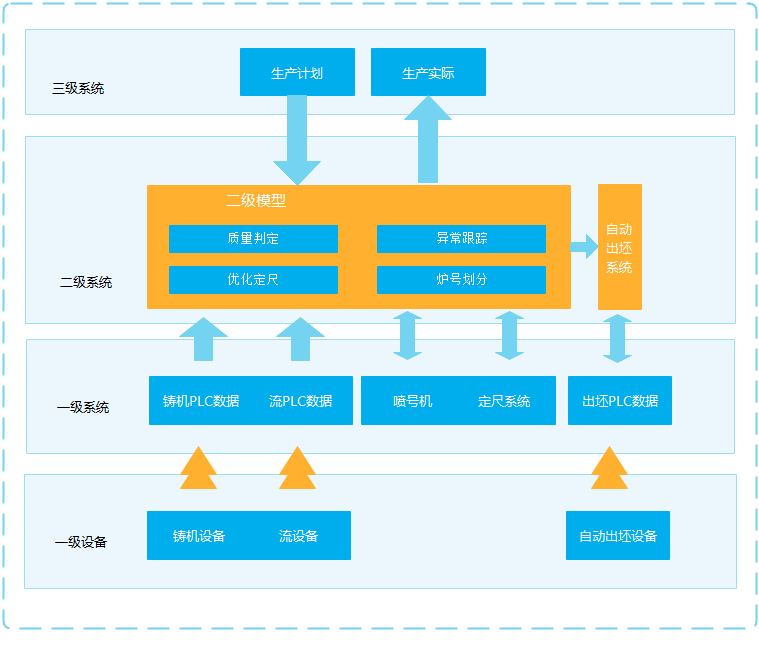 三级系统
生产计划
生产实际
二级系统
二级模型
质量判定
异常跟踪
优化定尺
炉号划分
自动
出坯
系统
一级系统
铸机PLC数据
流PLC数据
喷号机
定尺系统
出坯PLC数据
一级设备
铸机设备
流设备
自动出坯设备